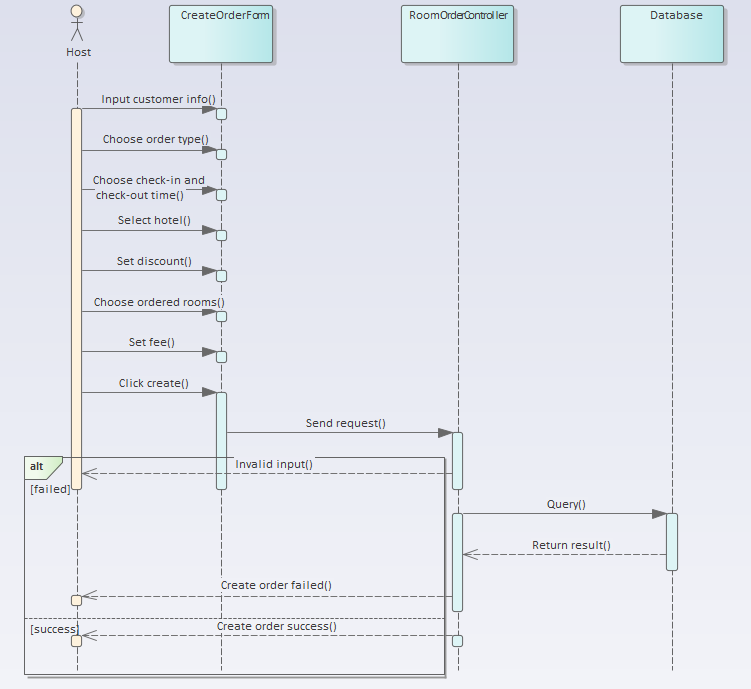 CreateOrderForm
RoomOrderController
Database
Host
Input customer info()
Choose order type()
Choose check-in and
check-out time()
Select hotel()
Set discount()
Choose ordered rooms()
Set fee()
Click create()
Send request()
alt
Invalid input()
[failed]
Query()
Return result()
Create order failed()
[success]
Create order success()